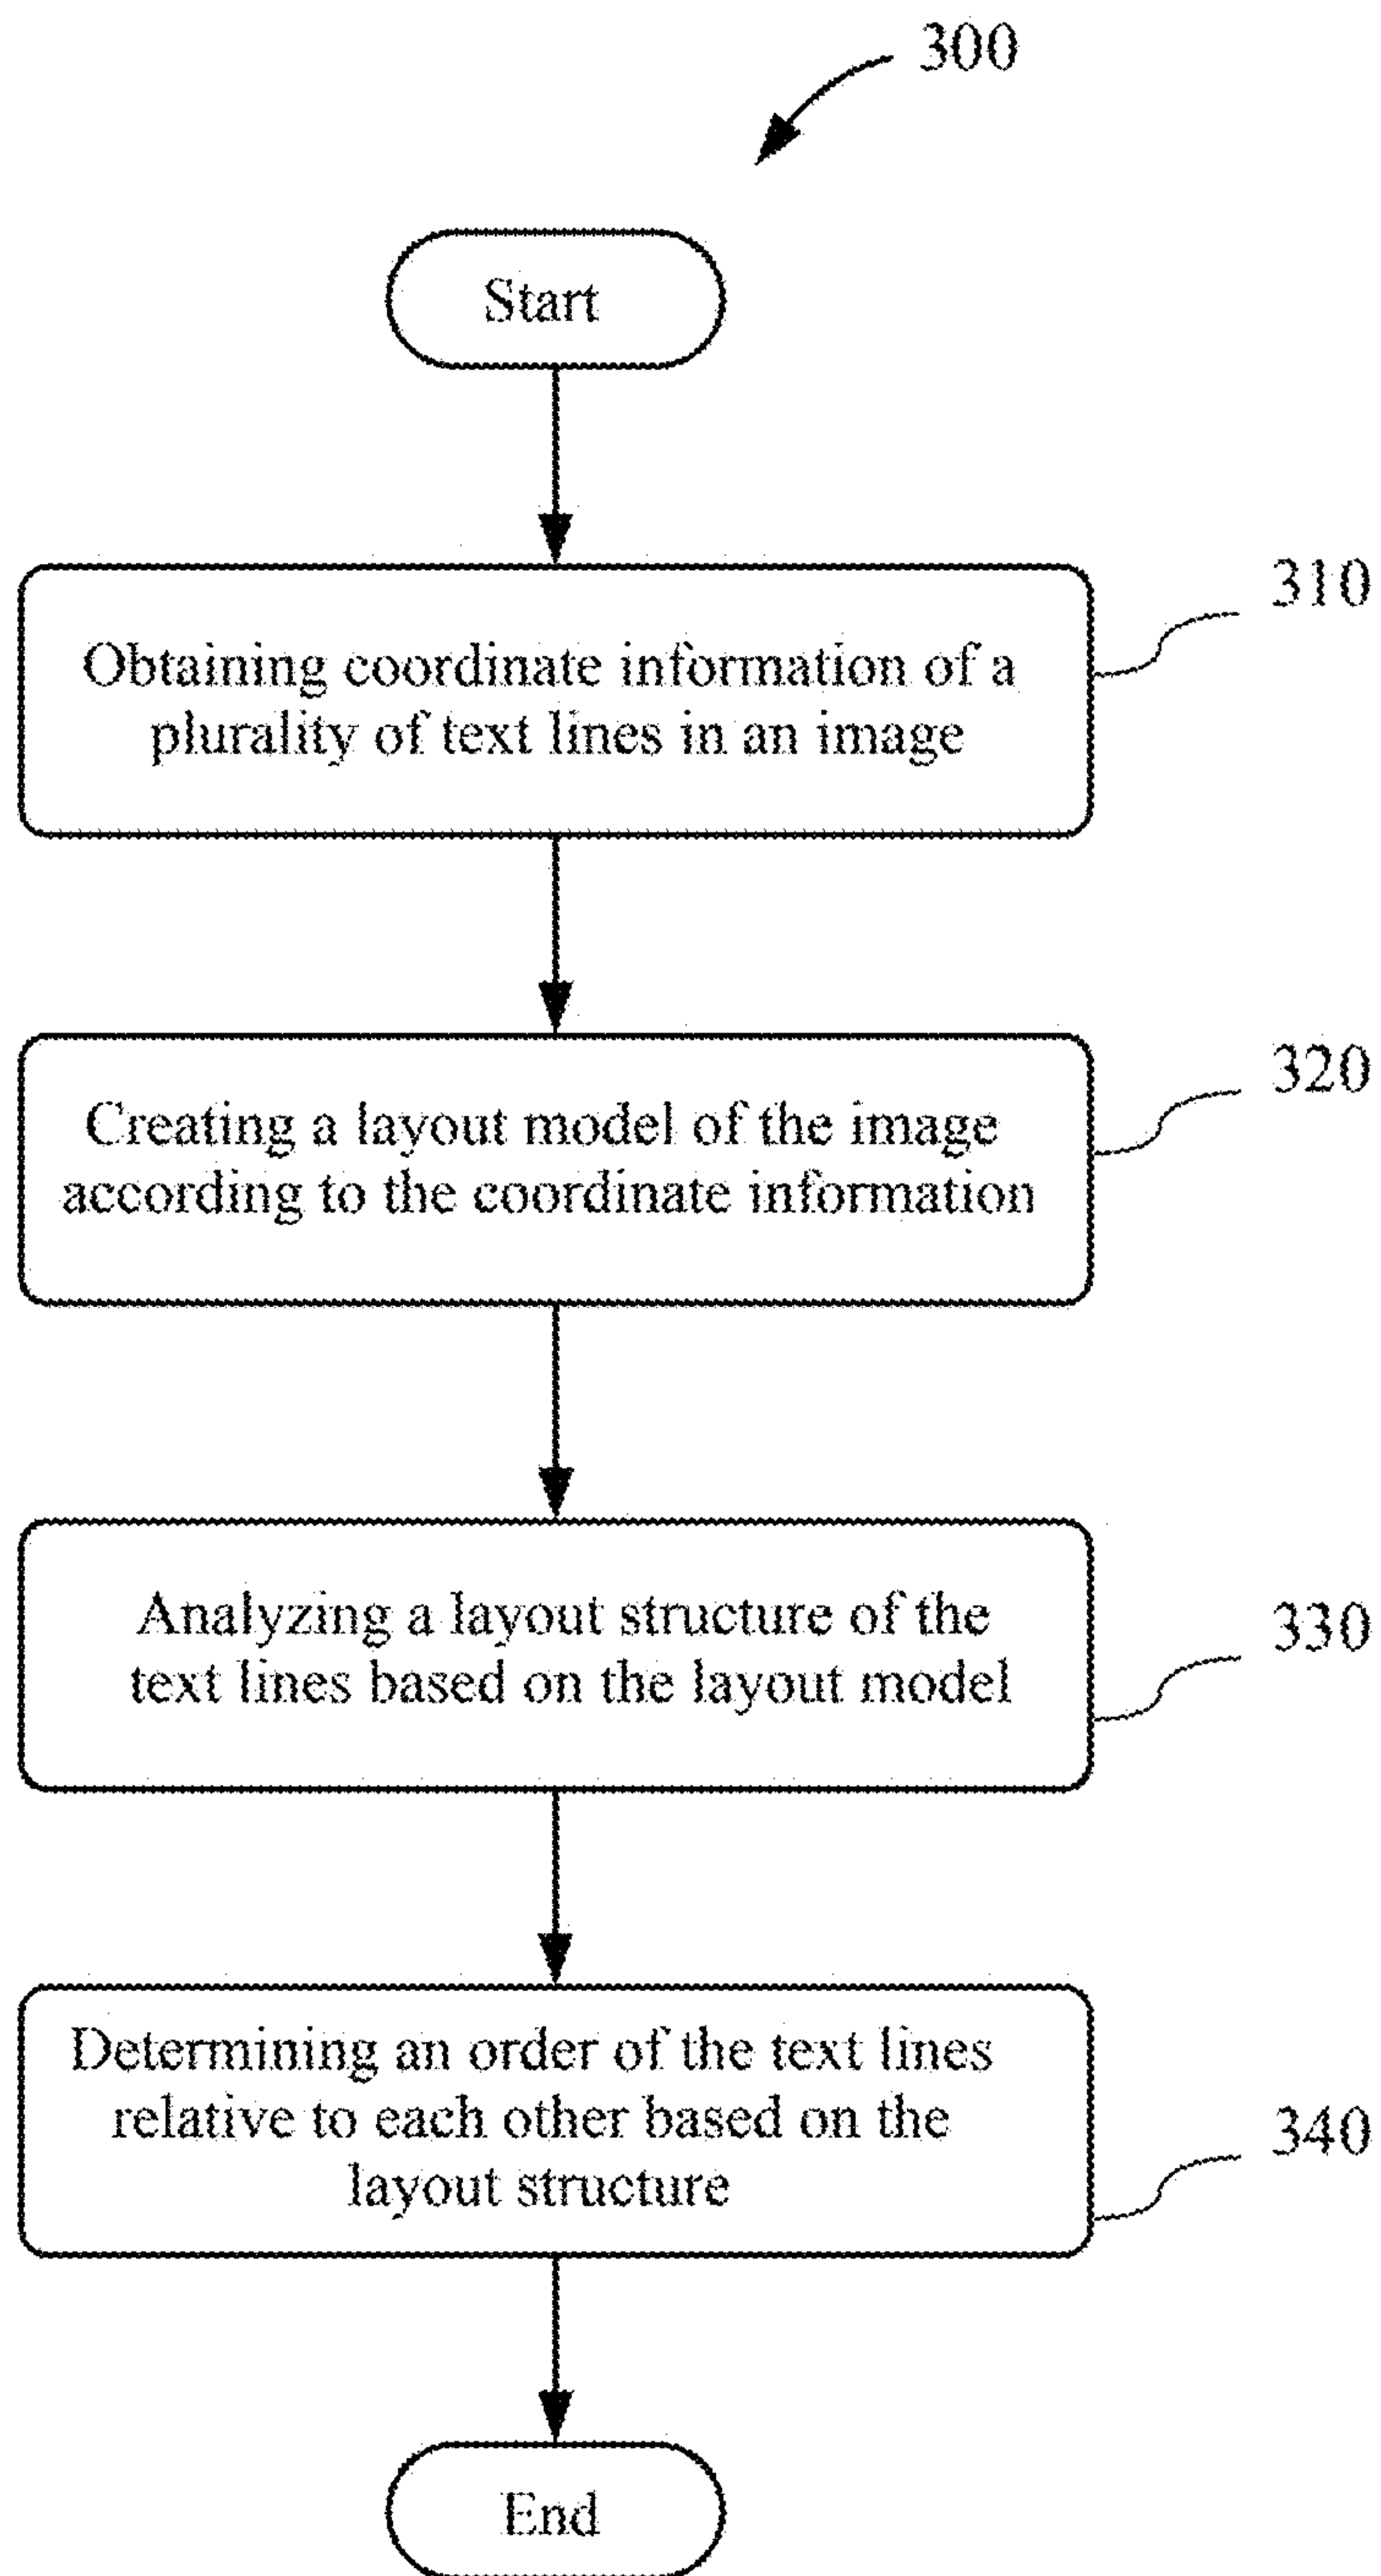 300
Start
310
Obtaining coordinate information of a
plurality of text lines in an image
320
Creating a layout model of the image
according to the coordinate information
330
Analyzing a layout structure of the
text lines based on the layout model
340
Determining an order of the text lines
relative to each other based on the
layout structure
End